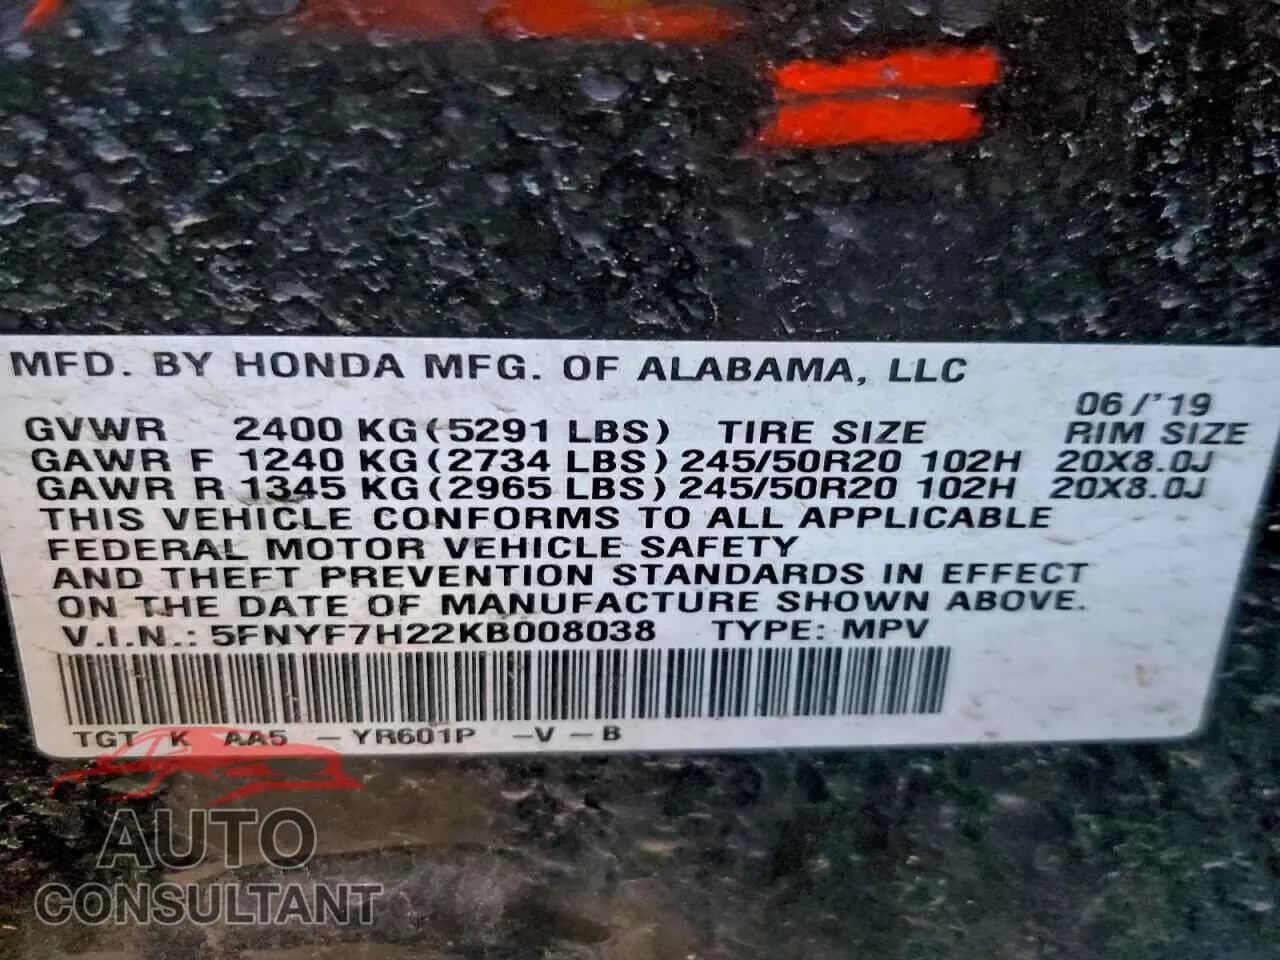 MFD. BY HONDA MFG. OF ALABAMA, LLC
06/'19
GVWR 2400 KG(5291 LBS) TIRE SIZE RIM SIZE
GAWR F 1240 KG(2734 LBS) 245/50R20 102H 20X8.0J
GAWR R 1345 KG(2965 LBS) 245/50R20 102H 20X8.0J
THIS VEHICLE CONFORMS TO ALL APPLICABLE
FEDERAL MOTOR VEHICLE SAFETY
AND THEFT PREVENTION STANDARDS IN EFFECT
ON THE DATE OF MANUFACTURE SHOWN ABOVE.
V.I.N.: 5FNYF7H22KB008038 TYPE: MPV
TGT K AA5 - YR601P - V - B
AUTO
CONSULTANT